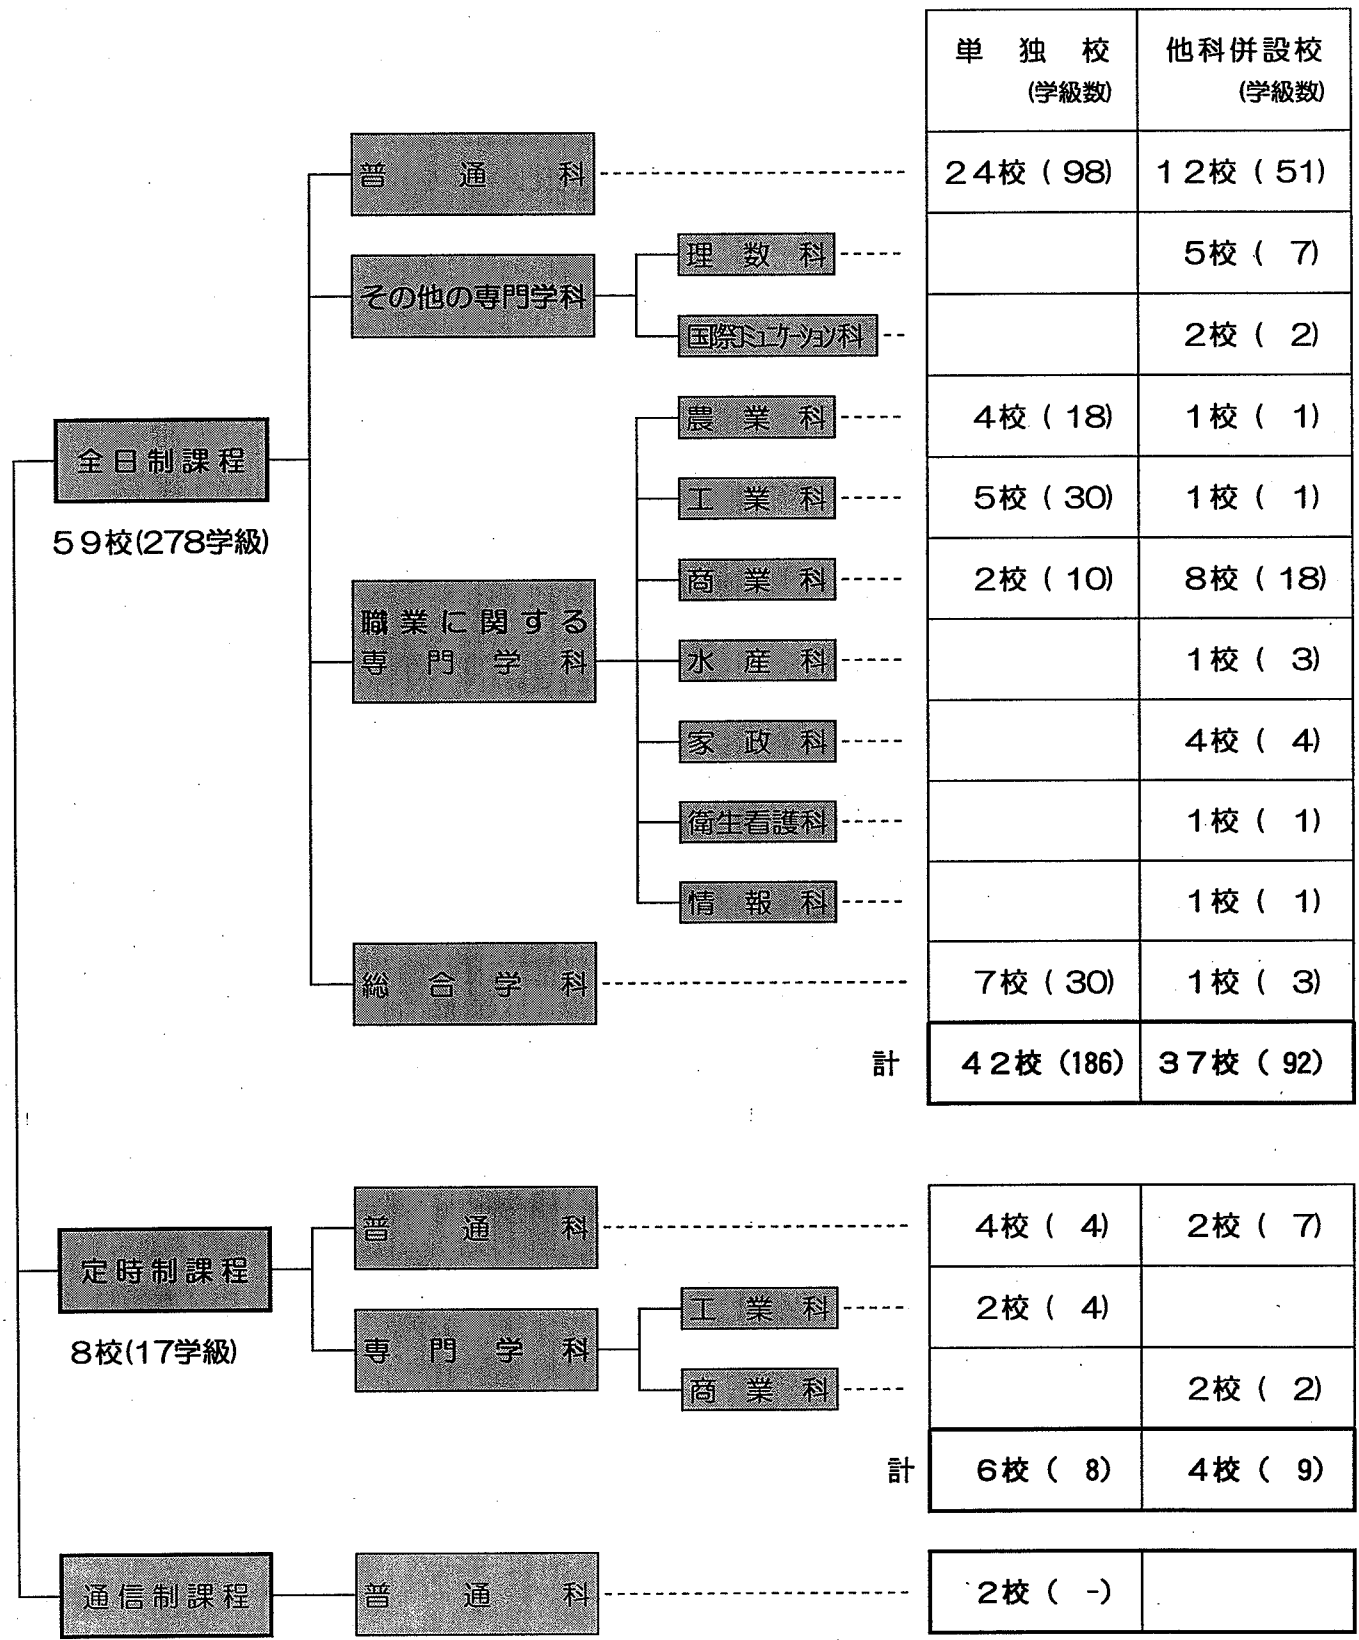 単独校 他科併設校
(学級数) (学級数)
普通科 24校(98) 12校(51)
理数科 5校(7)
その他の専門学科
国際コミュニケーション科 2校(2)
農業科 4校(18) 1校(1)
全日制課程
工業科 5校(30) 1校(1)
59校(278学級)
商業科 2校(10) 8校(18)
職業に関する
専門学科
水産科 1校(3)
家政科 4校(4)
衛生看護科 1校(1)
情報科 1校(1)
総合学科 7校(30) 1校(3)
計 42校(186) 37校(92)
普通科 4校(4) 2校(7)
定時制課程
工業科 2校(4)
8校(17学級)
専門学科
商業科 2校(2)
計 6校(8) 4校(9)
通信制課程 普通科 2校(-)